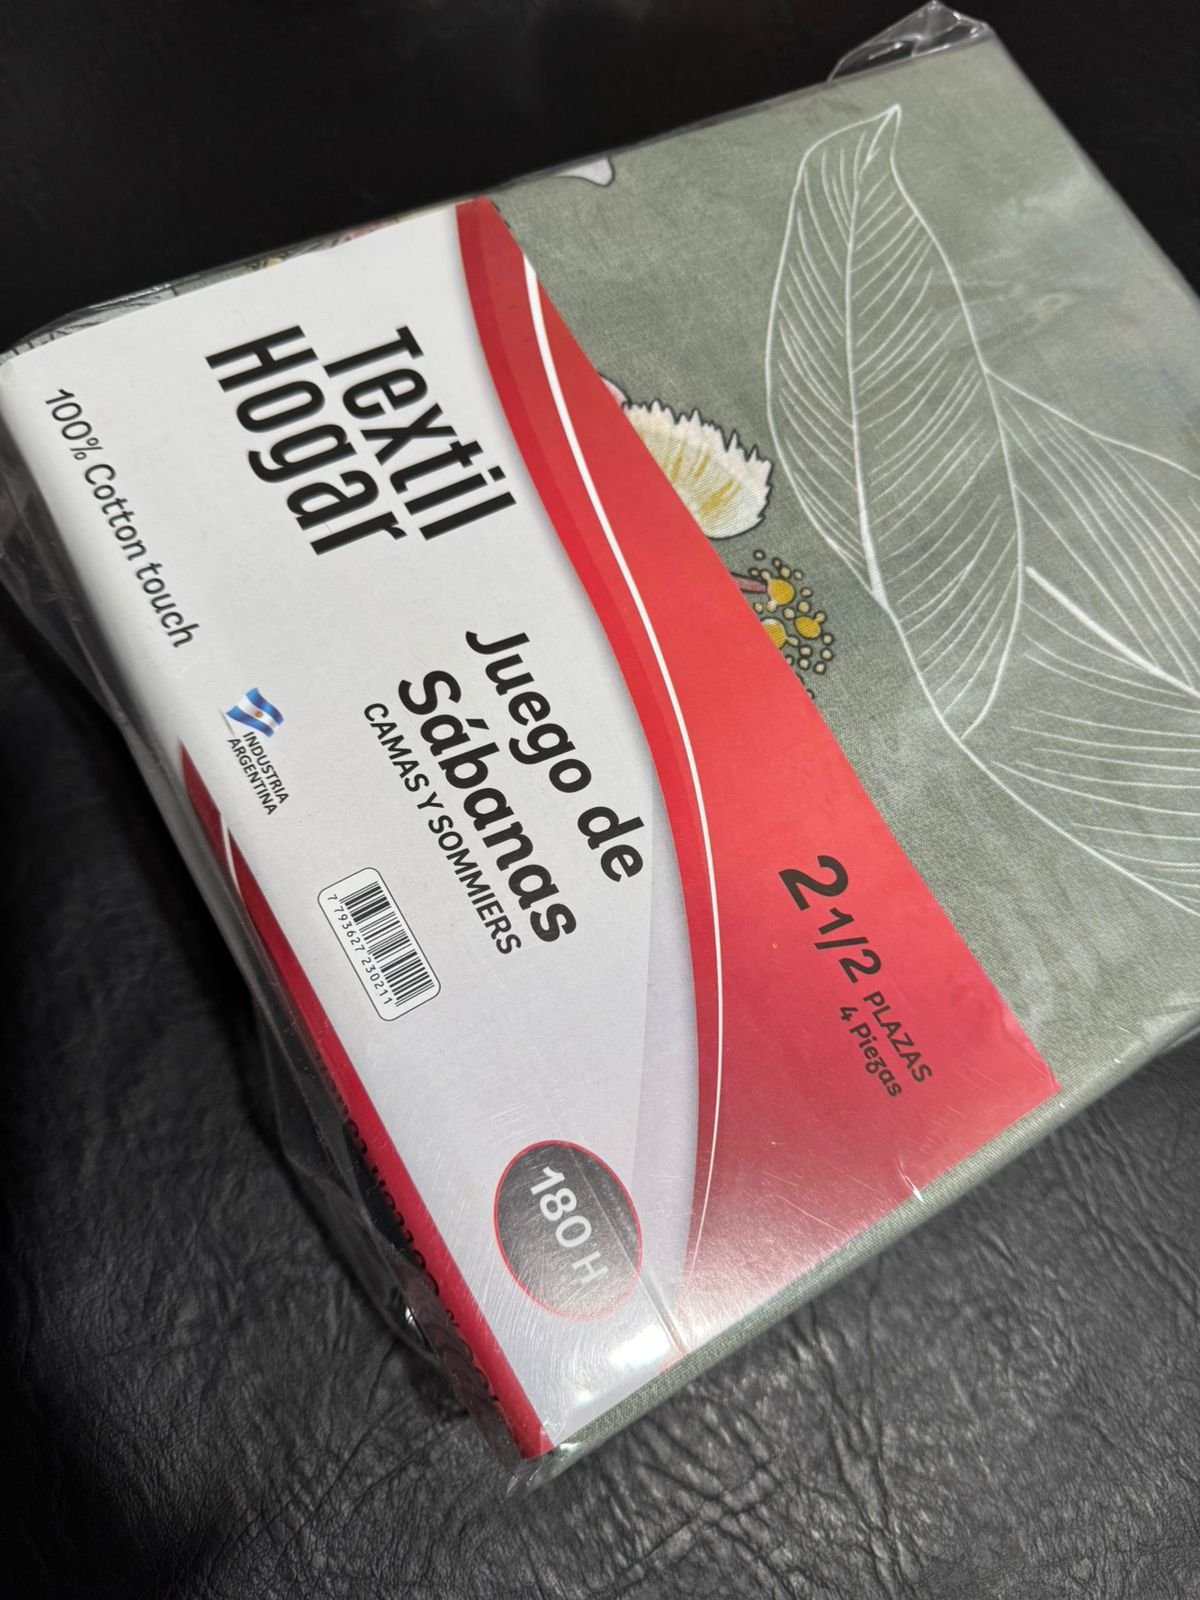 Textil
Hogar
100% Cotton touch
INDUSTRIA
ARGENTINA
Juego de
Sábanas
CAMAS Y SOMMIERS
7 793627 230211
2 1/2 PLAZAS
4 Piezas
180 H